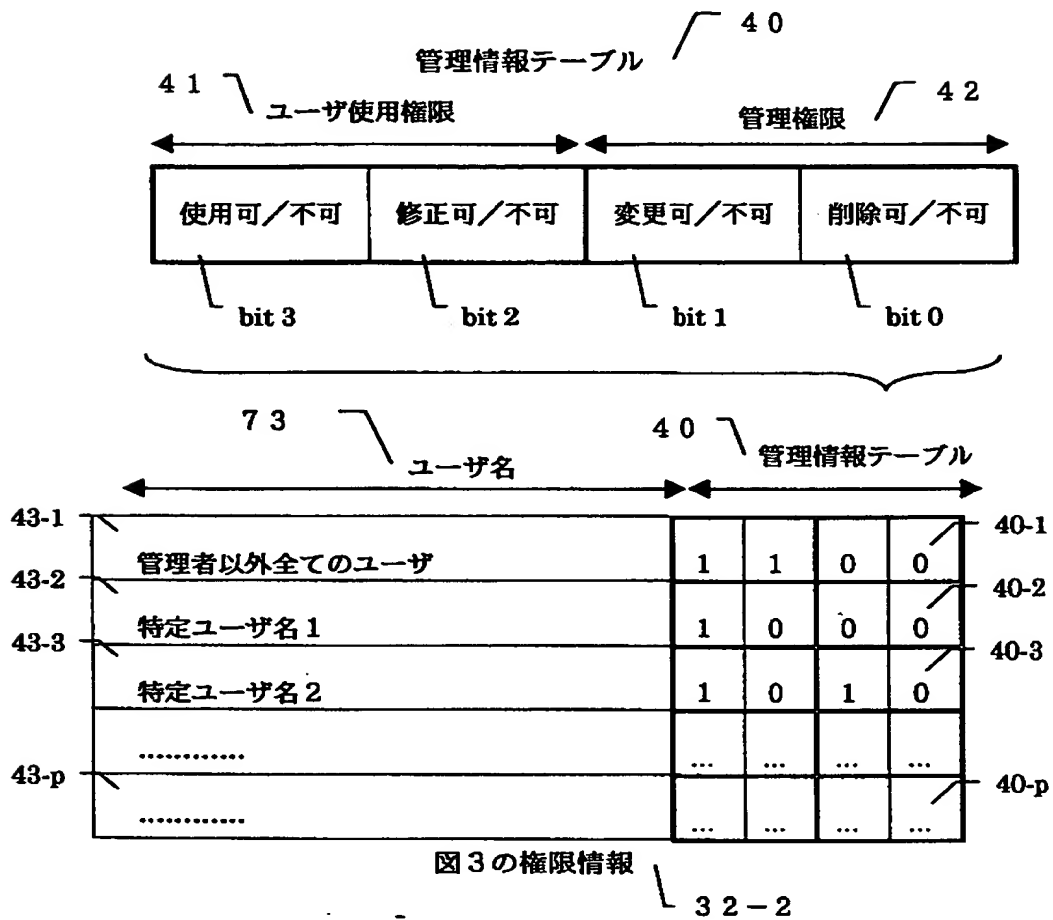 ４０
管理情報テーブル
４１
４２
ユーザ使用権限
管理権限
使用可／不可 修正可／不可 変更可／不可 削除可／不可
bit 3 bit 2 bit 1 bit 0
７３
４０
ユーザ名
管理情報テーブル
43-1
40-1
管理者以外全てのユーザ 1 1 0 0
43-2
40-2
特定ユーザ名１ 1 0 0 0
43-3
40-3
特定ユーザ名２ 1 0 1 0
………… … … … …
43-p
40-p
………… … … … …
図３の権限情報
３２－２